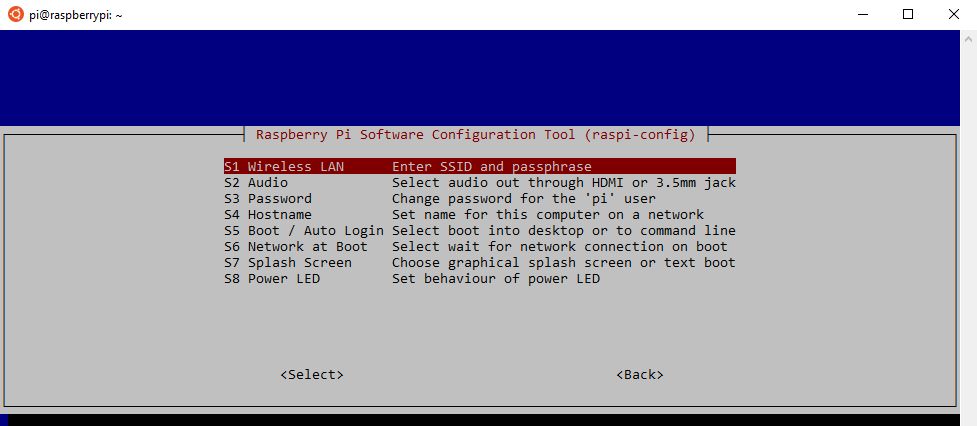 pi@raspberrypi: ~
Raspberry Pi Software Configuration Tool (raspi-config)
S1 Wireless LAN Enter SSID and passphrase
S2 Audio Select audio out through HDMI or 3.5mm jack
S3 Password Change password for the 'pi' user
S4 Hostname Set name for this computer on a network
S5 Boot / Auto Login Select boot into desktop or to command line
S6 Network at Boot Select wait for network connection on boot
S7 Splash Screen Choose graphical splash screen or text boot
S8 Power LED Set behaviour of power LED
<Select> <Back>